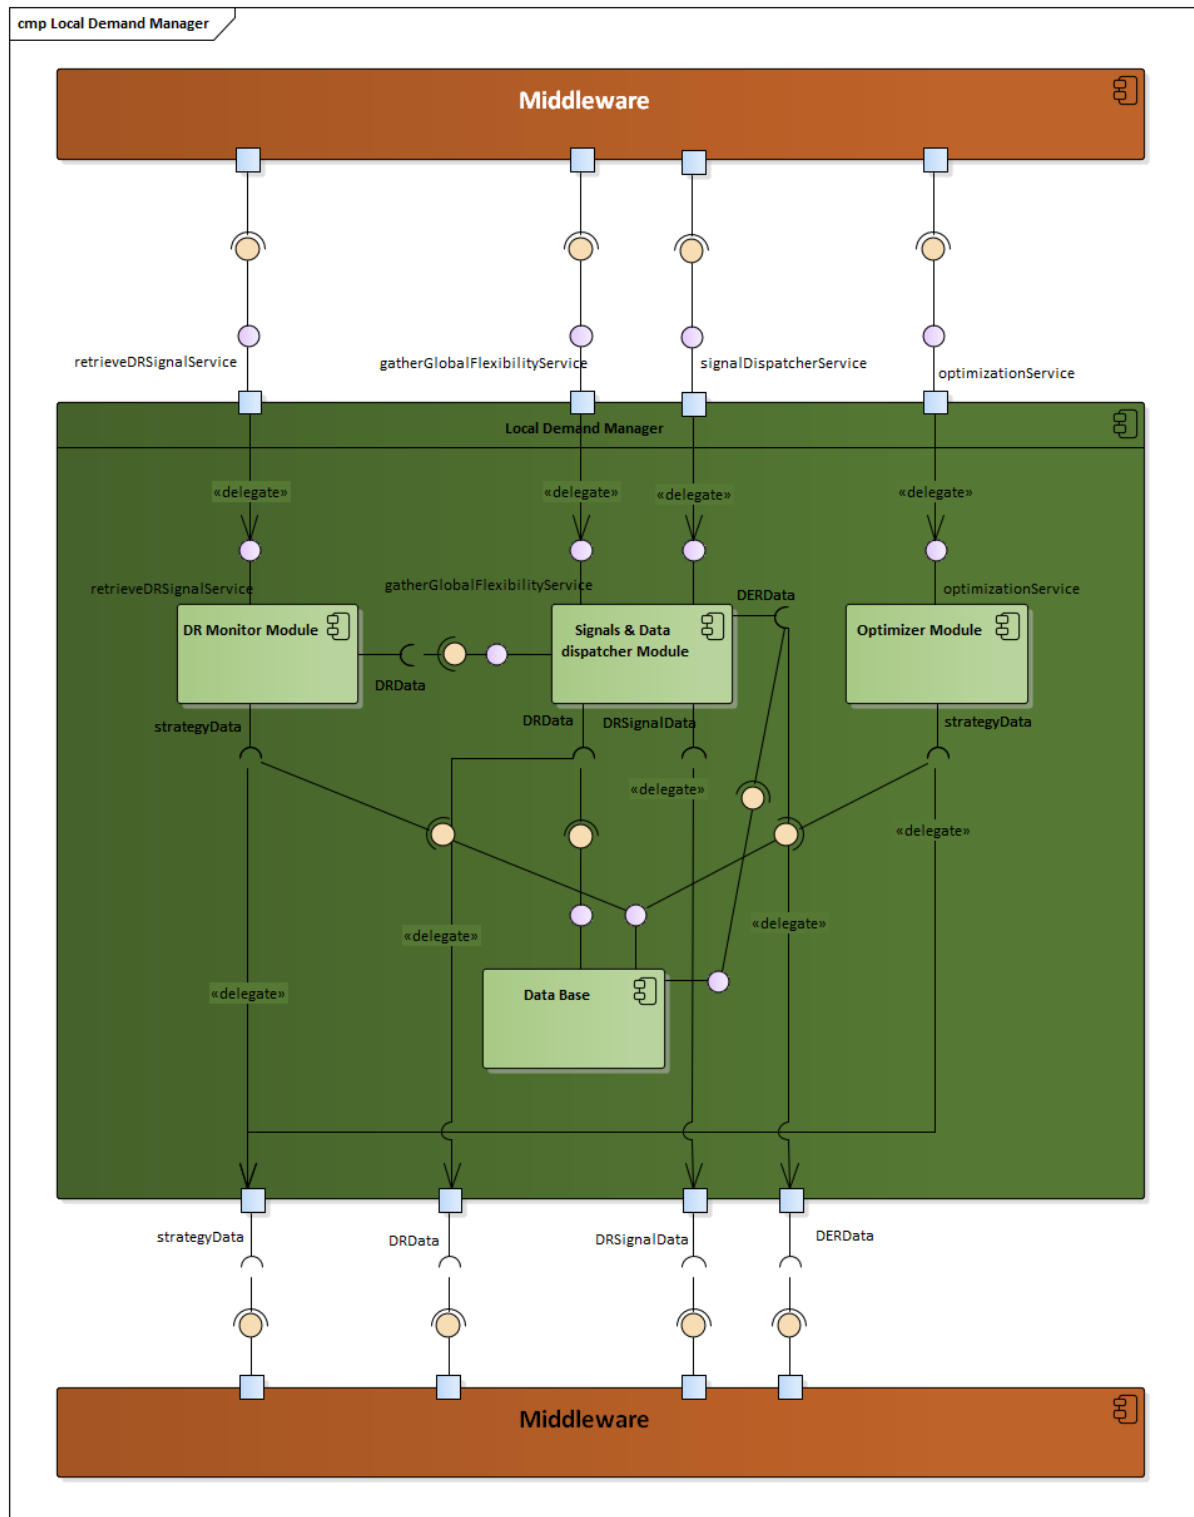 cmp Local Demand Manager
Middleware
retrieveDRSignalService
gatherGlobalFlexibilityService
signalDispatcherService
optimizationService
Local Demand Manager
«delegate»
«delegate»
«delegate»
«delegate»
retrieveDRSignalService
gatherGlobalFlexibilityService
DERData
optimizationService
DR Monitor Module
Signals & Data
dispatcher Module
Optimizer Module
DRData
strategyData
DRData
DRSignalData
strategyData
«delegate»
«delegate»
«delegate»
«delegate»
«delegate»
Data Base
strategyData
DRData
DRSignalData
DERData
Middleware